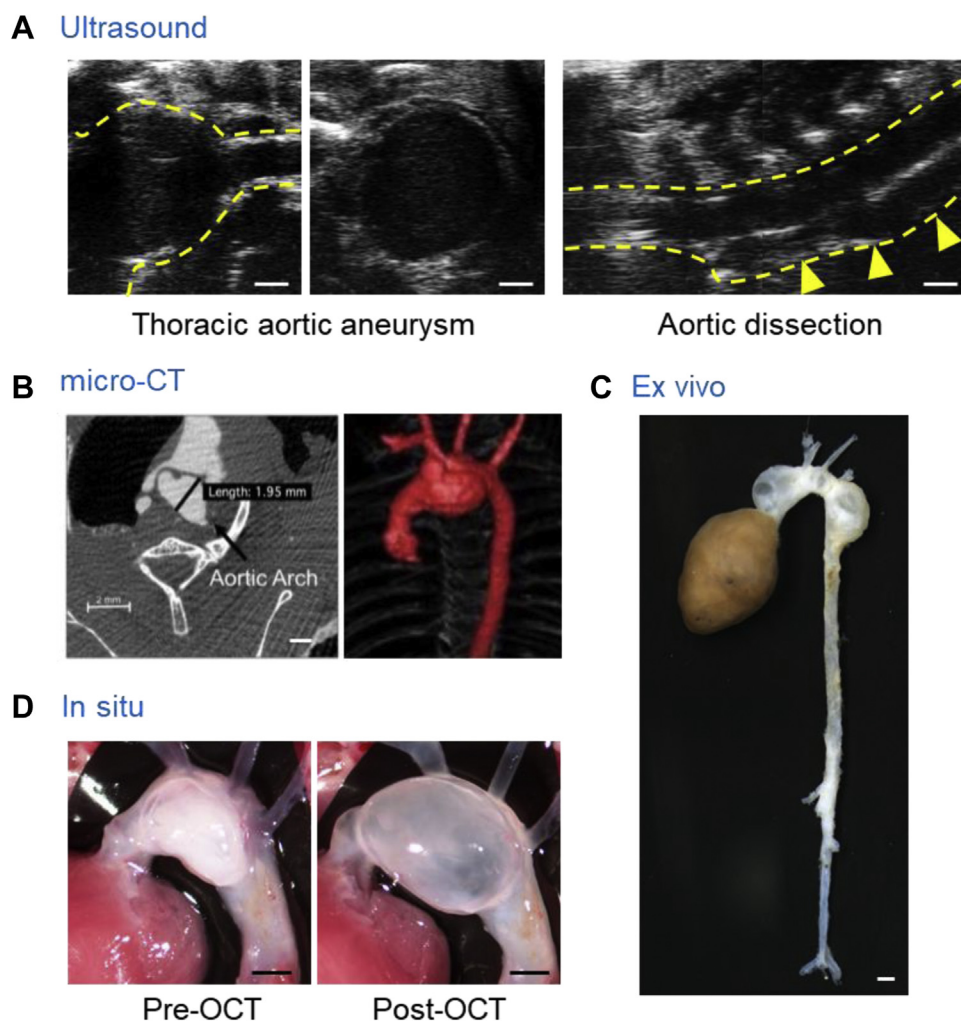 A Ultrasound
Thoracic aortic aneurysm
Aortic dissection
B micro-CT
Length: 1.95 mm
Aortic Arch
2 mm
C Ex vivo
D In situ
Pre-OCT
Post-OCT